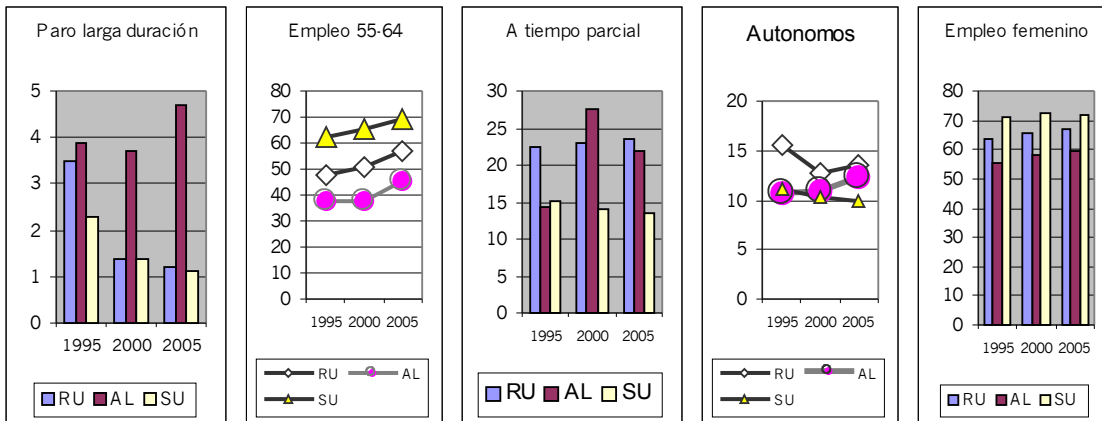 Paro larga duración
5
4
3
2
1
0
1995 2000 2005
RU AL SU
Empleo 55-64
80
70
60
50
40
30
20
10
0
1995 2000 2005
RU AL
SU
A tiempo parcial
30
25
20
15
10
5
0
1995 2000 2005
RU AL SU
Autonomos
20
15
10
5
0
1995 2000 2005
RU AL
SU
Empleo femenino
80
70
60
50
40
30
20
10
0
1995 2000 2005
RU AL SU